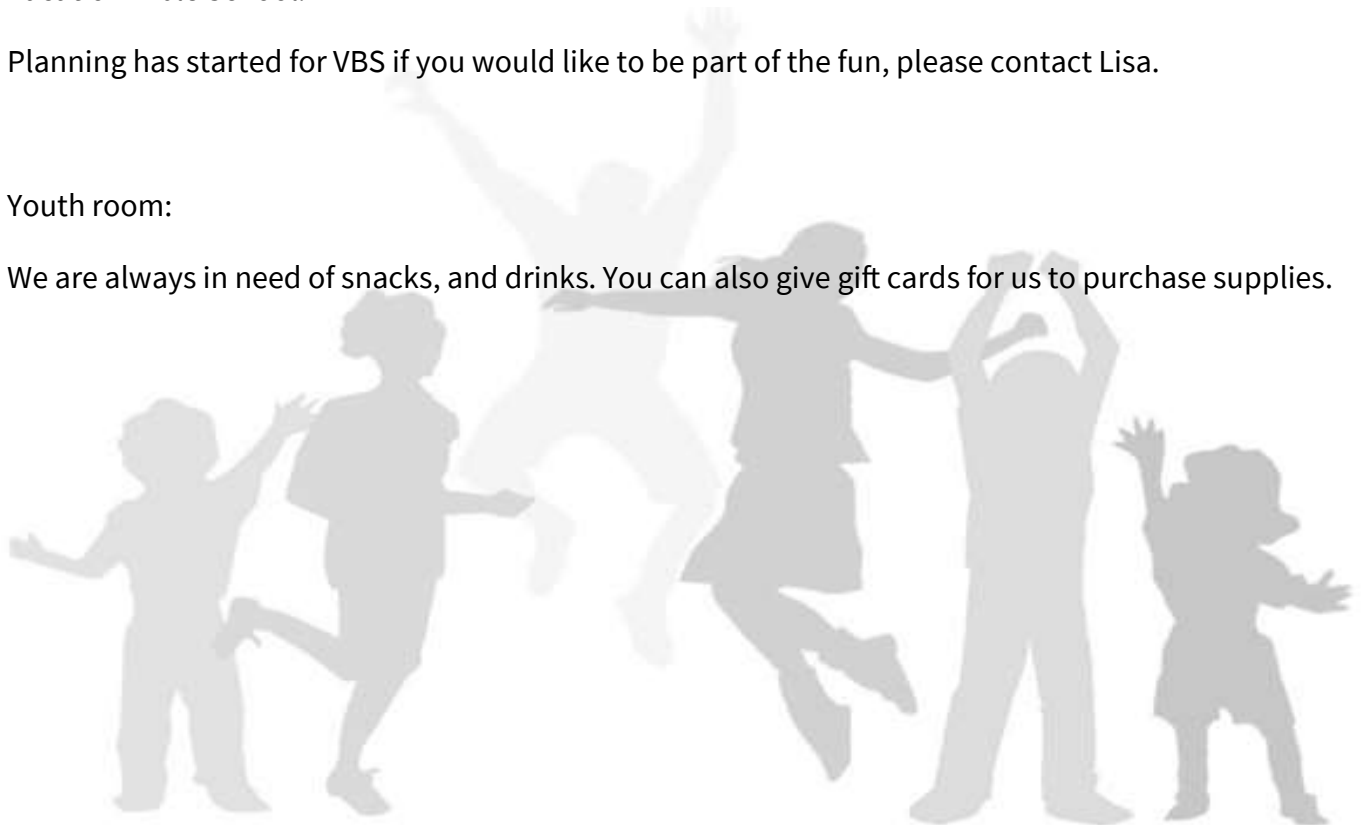 Planning has started for VBS if you would like to be part of the fun, please contact Lisa.
Youth room:
We are always in need of snacks, and drinks. You can also give gift cards for us to purchase supplies.